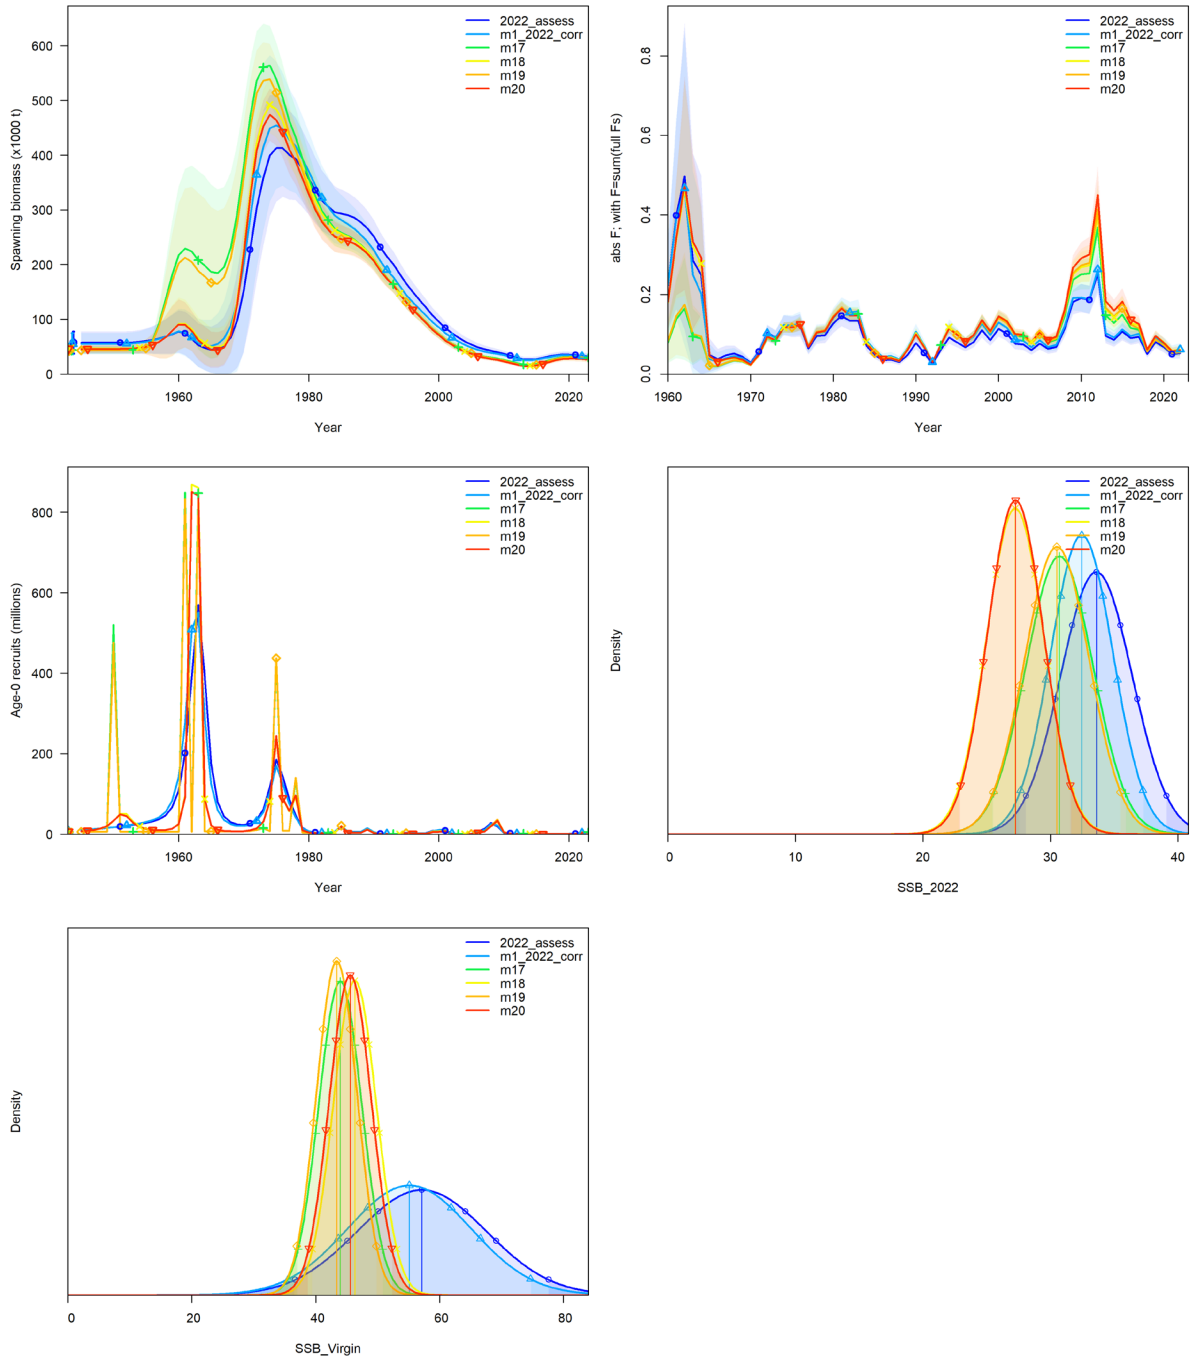 2022_assess
m1_2022_corr
m17
m18
m19
m20
Spawning biomass (x1000 t)
600
500
400
300
200
100
0
1960
1980
2000
2020
Year
2022_assess
m1_2022_corr
m17
m18
m19
m20
abs F; with F=sum(full Fs)
0.8
0.6
0.4
0.2
0.0
1960
1970
1980
1990
2000
2010
2020
Year
2022_assess
m1_2022_corr
m17
m18
m19
m20
Age-0 recruits (millions)
800
600
400
200
0
1960
1980
2000
2020
Year
2022_assess
m1_2022_corr
m17
m18
m19
m20
Density
0
10
20
30
40
SSB_2022
2022_assess
m1_2022_corr
m17
m18
m19
m20
Density
0
20
40
60
80
SSB_Virgin